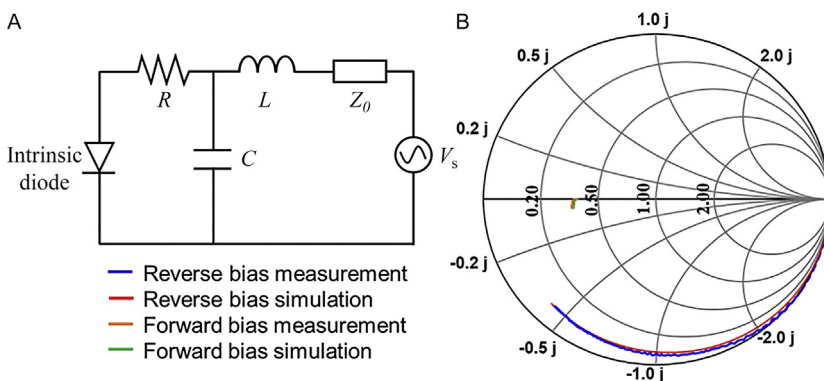 A
R
L
Z0
Intrinsic
diode
C
Vs
Reverse bias measurement
Reverse bias simulation
Forward bias measurement
Forward bias simulation
B
1.0 j
0.5 j
2.0 j
0.2 j
0.20
0.50
1.00
2.00
-0.2 j
-0.5 j
-2.0 j
-1.0 j